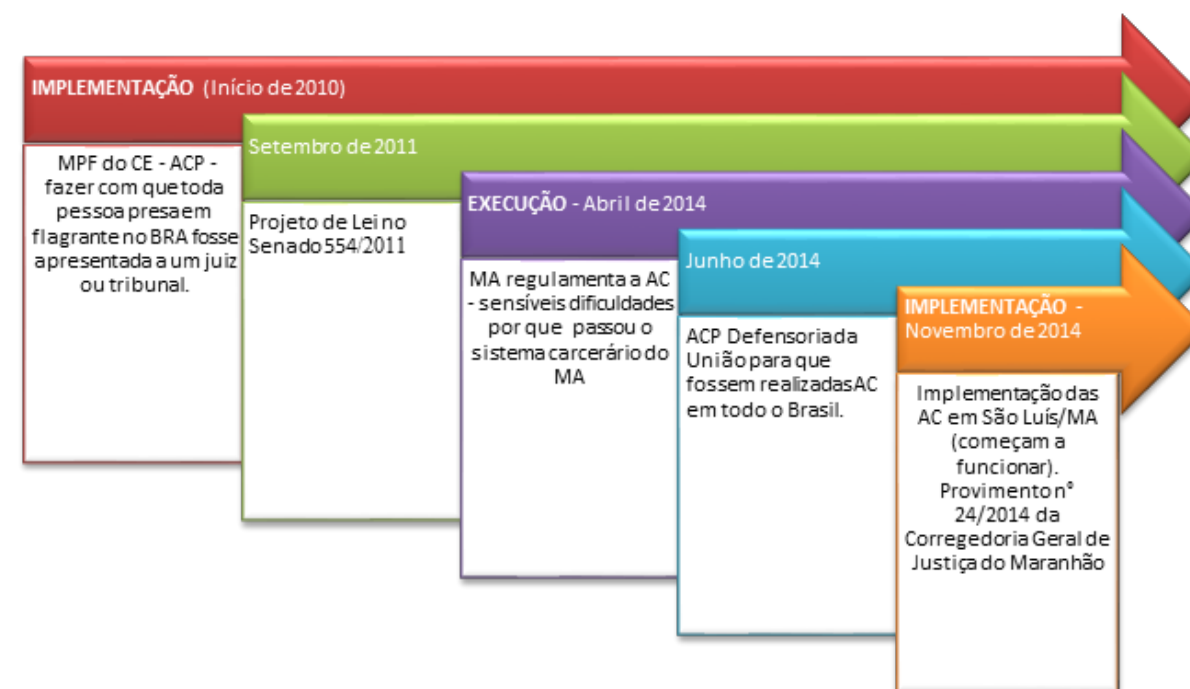 IMPLEMENTAÇÃO (Início de 2010)
MPF do CE - ACP -
fazer com que toda
pessoa presa em
flagrante no BRA fosse
apresentada a um juiz
ou tribunal.
Setembro de 2011
Projeto de Lei no
Senado 554/2011
EXECUÇÃO - Abril de 2014
MA regulamenta a AC
- sensíveis dificuldades
por que passou o
sistema carcerário do
MA
Junho de 2014
ACP Defensoria da
União para que
fossem realizadas AC
em todo o Brasil.
IMPLEMENTAÇÃO -
Novembro de 2014
Implementação das
AC em São Luís/MA
(começam a
funcionar).
Provimento n°
24/2014 da
Corregedoria Geral de
Justiça do Maranhão